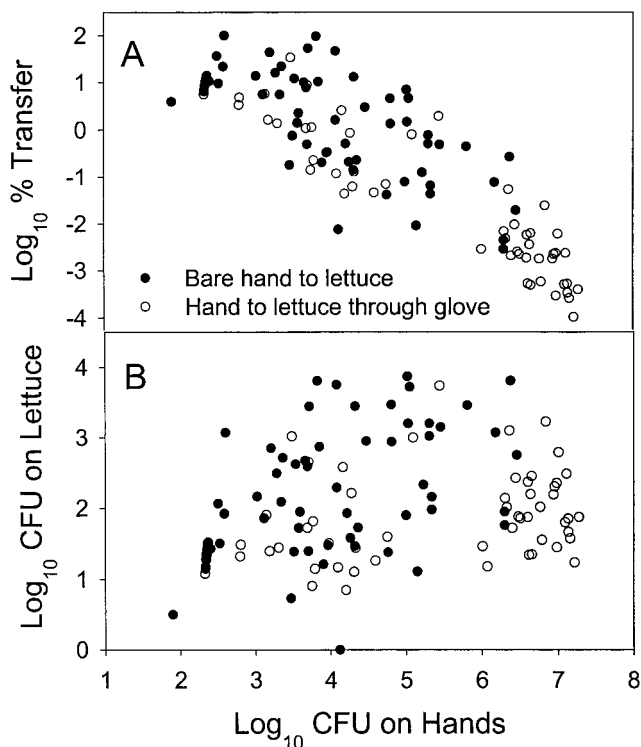 A
2
1
0
-1
-2
-3
-4
Log10 % Transfer
Bare hand to lettuce
Hand to lettuce through glove
B
4
3
2
1
0
Log10 CFU on Lettuce
1 2 3 4 5 6 7 8
Log10 CFU on Hands